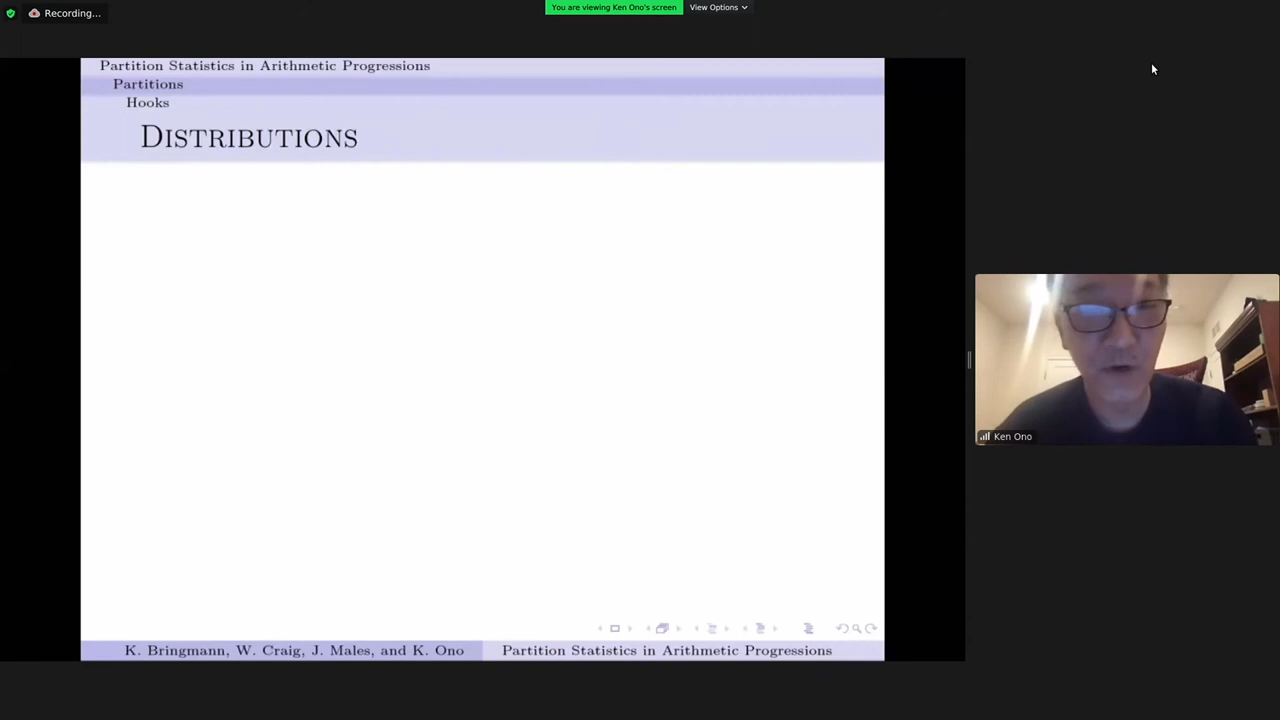 Recording...
You are viewing Ken Ono's screen
View Options
Partition Statistics in Arithmetic Progressions
Partitions
Hooks
DISTRIBUTIONS
Ken Ono
K. Bringmann, W. Craig, J. Males, and K. Ono
Partition Statistics in Arithmetic Progressions